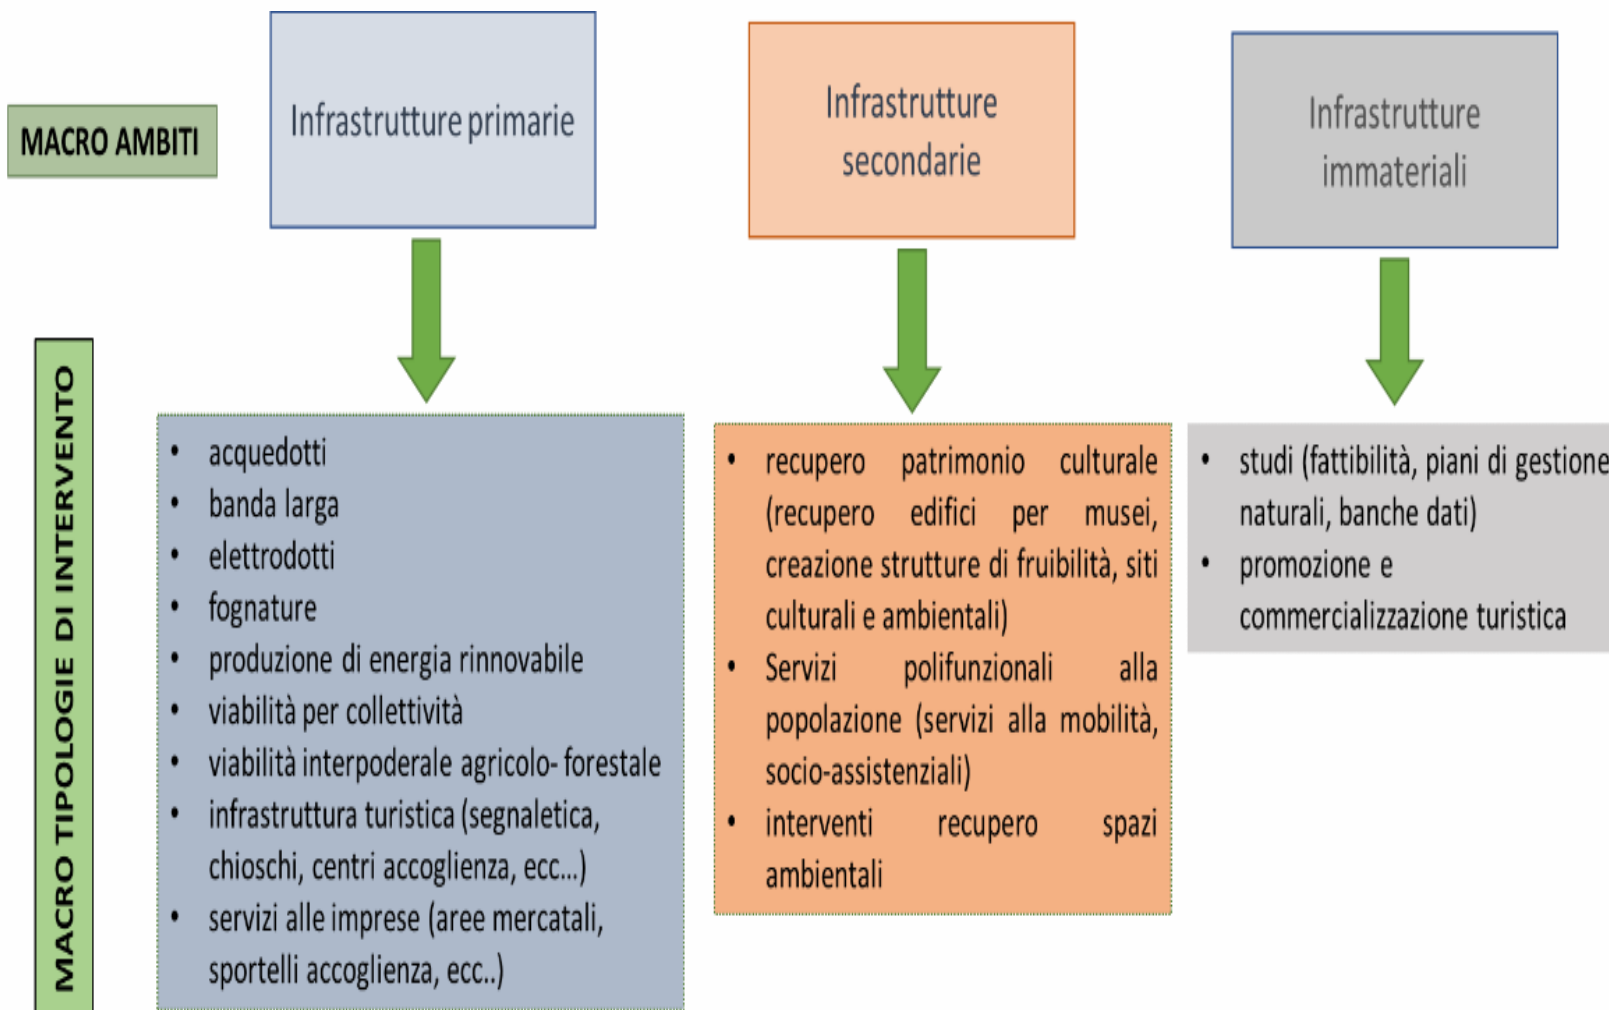 MACRO AMBITI
Infrastrutture primarie
Infrastrutture
secondarie
Infrastrutture
immateriali
MACRO TIPOLOGIE DI INTERVENTO
• acquedotti
• banda larga
• elettrodotti
• fognature
• produzione di energia rinnovabile
• viabilità per collettività
• viabilità interpoderale agricolo- forestale
• infrastruttura turistica (segnaletica,
chioschi, centri accoglienza, ecc...)
• servizi alle imprese (aree mercatali,
sportelli accoglienza, ecc..)
• recupero patrimonio culturale
(recupero edifici per musei,
creazione strutture di fruibilità, siti
culturali e ambientali)
• Servizi polifunzionali alla
popolazione (servizi alla mobilità,
socio-assistenziali)
• interventi recupero spazi
ambientali
• studi (fattibilità, piani di gestione
naturali, banche dati)
• promozione e
commercializzazione turistica